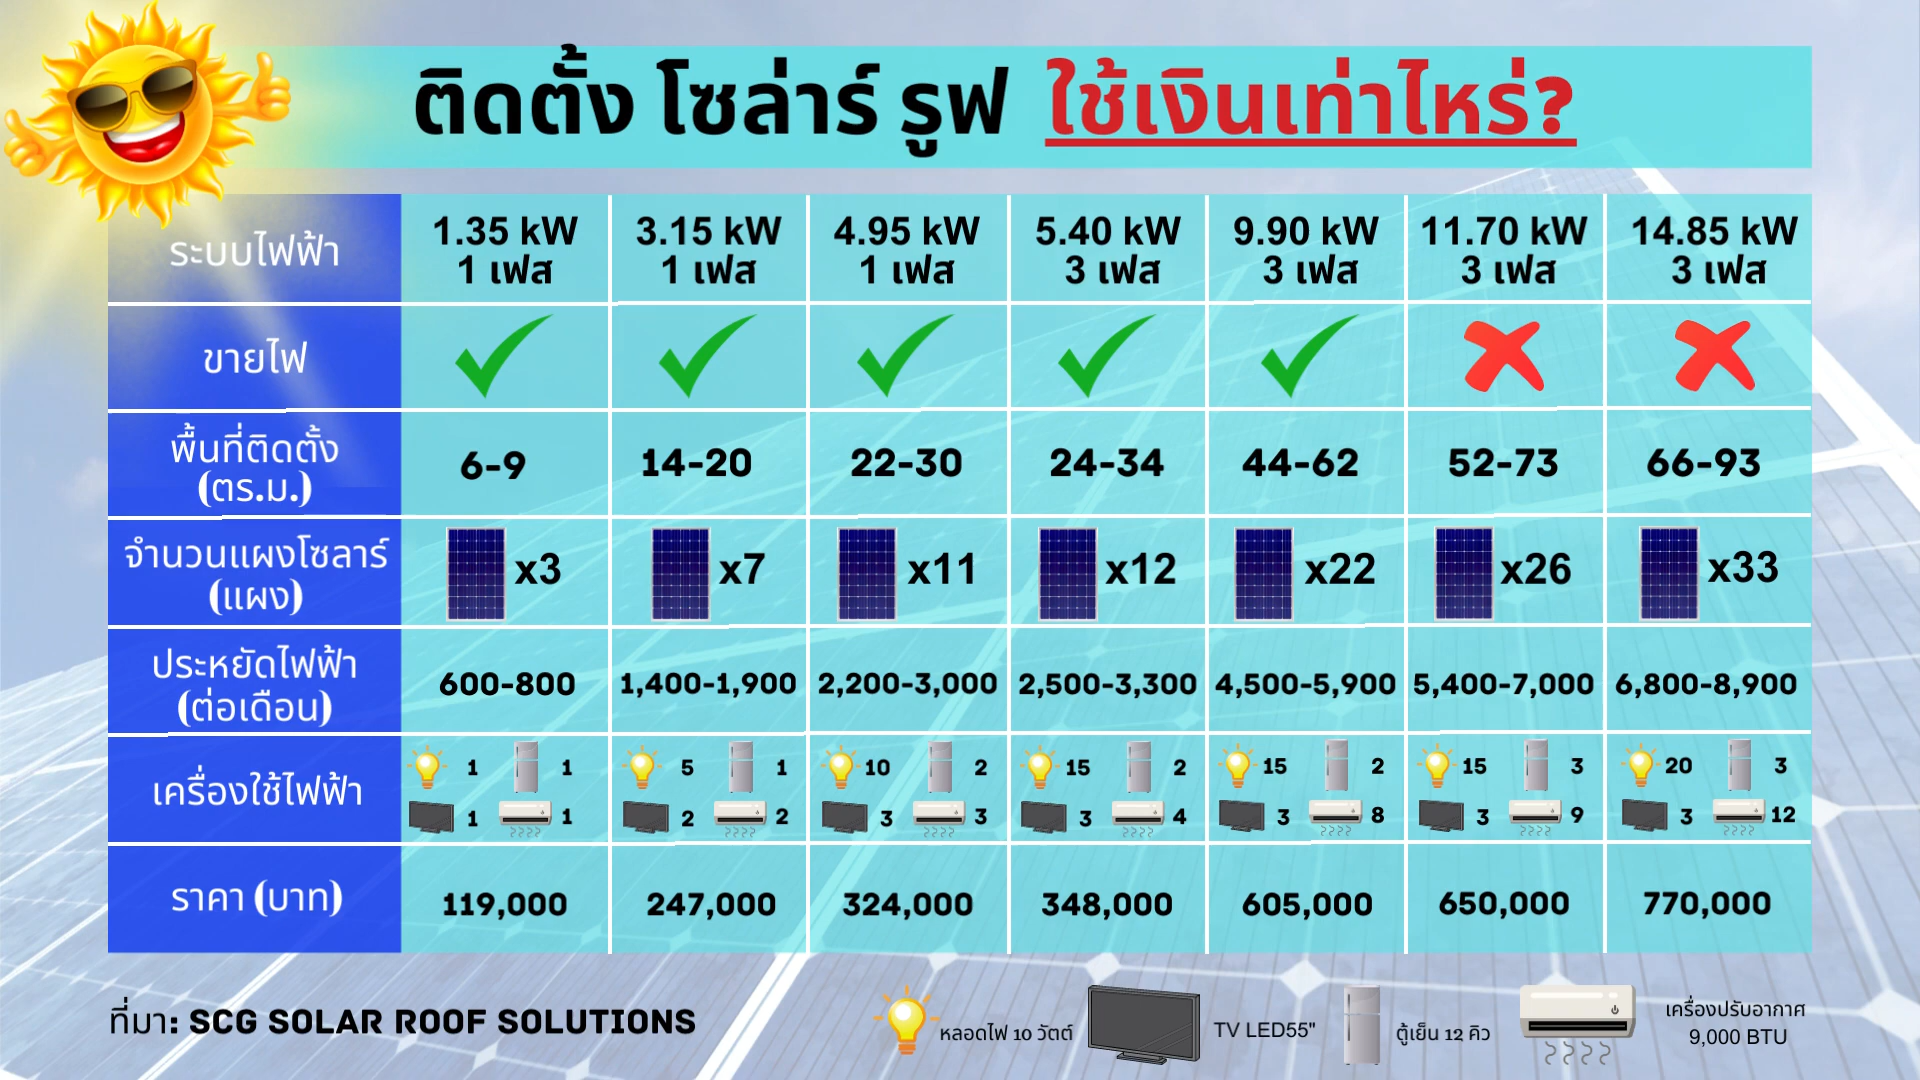 ติดตั้ง โซล่าร์ รูฟ ใช้เงินเท่าไหร่?
ระบบไฟฟ้า
1.35 kW 3.15 kW 4.95 kW 5.40 kW 9.90 kW 11.70 kW 14.85 kW
1 เฟส 1 เฟส 1 เฟส 3 เฟส 3 เฟส 3 เฟส 3 เฟส
ขายไฟ
พื้นที่ติดตั้ง
(ตร.ม.)
6-9 14-20 22-30 24-34 44-62 52-73 66-93
จำนวนแผงโซลาร์
(แผง)
x3 x7 x11 x12 x22 x26 x33
ประหยัดไฟฟ้า
(ต่อเดือน)
600-800 1,400-1,900 2,200-3,000 2,500-3,300 4,500-5,900 5,400-7,000 6,800-8,900
เครื่องใช้ไฟฟ้า
1 1 5 1 10 2 15 2 15 2 15 3 20 3
1 1 2 2 3 3 3 4 3 8 3 9 3 12
ราคา (บาท)
119,000 247,000 324,000 348,000 605,000 650,000 770,000
ที่มา: SCG SOLAR ROOF SOLUTIONS
หลอดไฟ 10 วัตต์
TV LED55"
ตู้เย็น 12 คิว
เครื่องปรับอากาศ
9,000 BTU